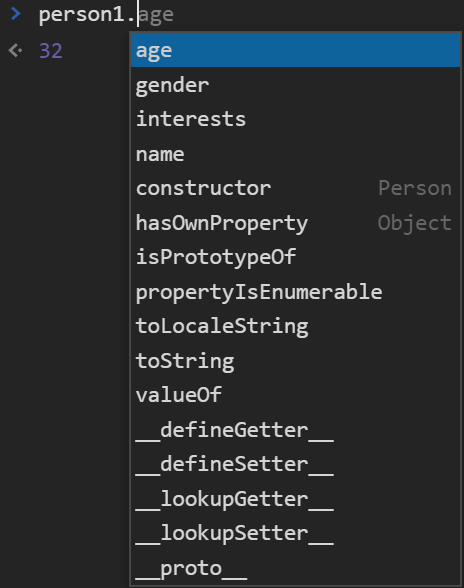 > person1.age
32
age
gender
interests
name
constructor Person
hasOwnProperty Object
isPrototypeOf
propertyIsEnumerable
toLocaleString
toString
valueOf
__defineGetter__
__defineSetter__
__lookupGetter__
__lookupSetter__
__proto__